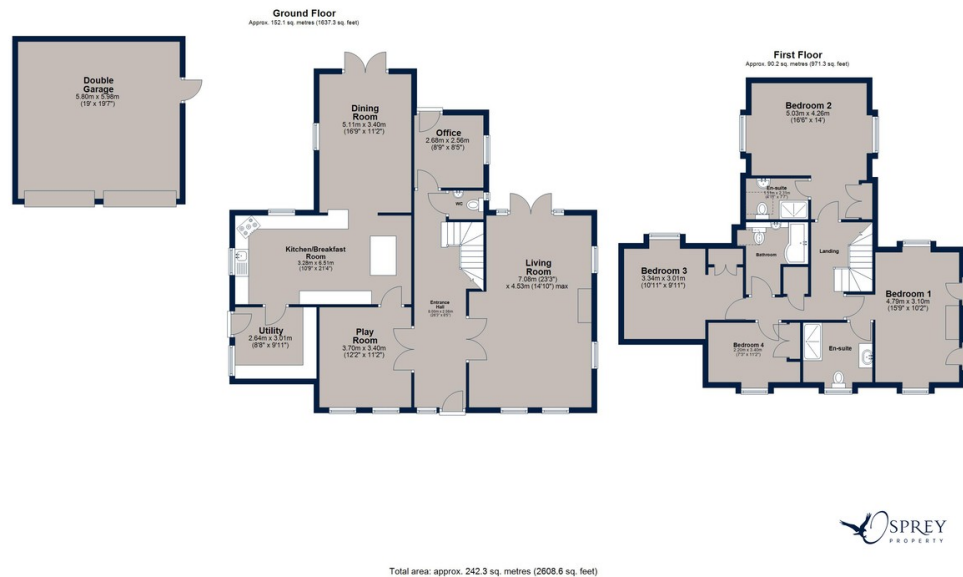 Ground Floor
Approx. 152.1 sq. metres (1637.3 sq. feet)
Double
Garage
5.80m x 5.98m
(19' x 19'7")
Dining
Room
5.11m x 3.40m
(16'9" x 11'2")
Office
2.68m x 2.56m
(8'9" x 8'5")
WC
Kitchen/Breakfast
Room
3.28m x 6.51m
(10'9" x 21'4")
Living
Room
7.08m (23'3")
x 4.53m (14'10") max
Entrance
Hall
Utility
2.64m x 3.01m
(8'8" x 9'11")
Play
Room
3.70m x 3.40m
(12'2" x 11'2")
First Floor
Approx. 90.2 sq. metres (971.3 sq. feet)
Bedroom 2
5.03m x 4.26m
(16'6" x 14')
En-suite
Bathroom
Landing
Bedroom 3
3.34m x 3.01m
(10'11" x 9'11")
Bedroom 1
4.79m x 3.10m
(15'9" x 10'2")
Bedroom 4
En-suite
OSPREY
PROPERTY
Total area: approx. 242.3 sq. metres (2608.6 sq. feet)